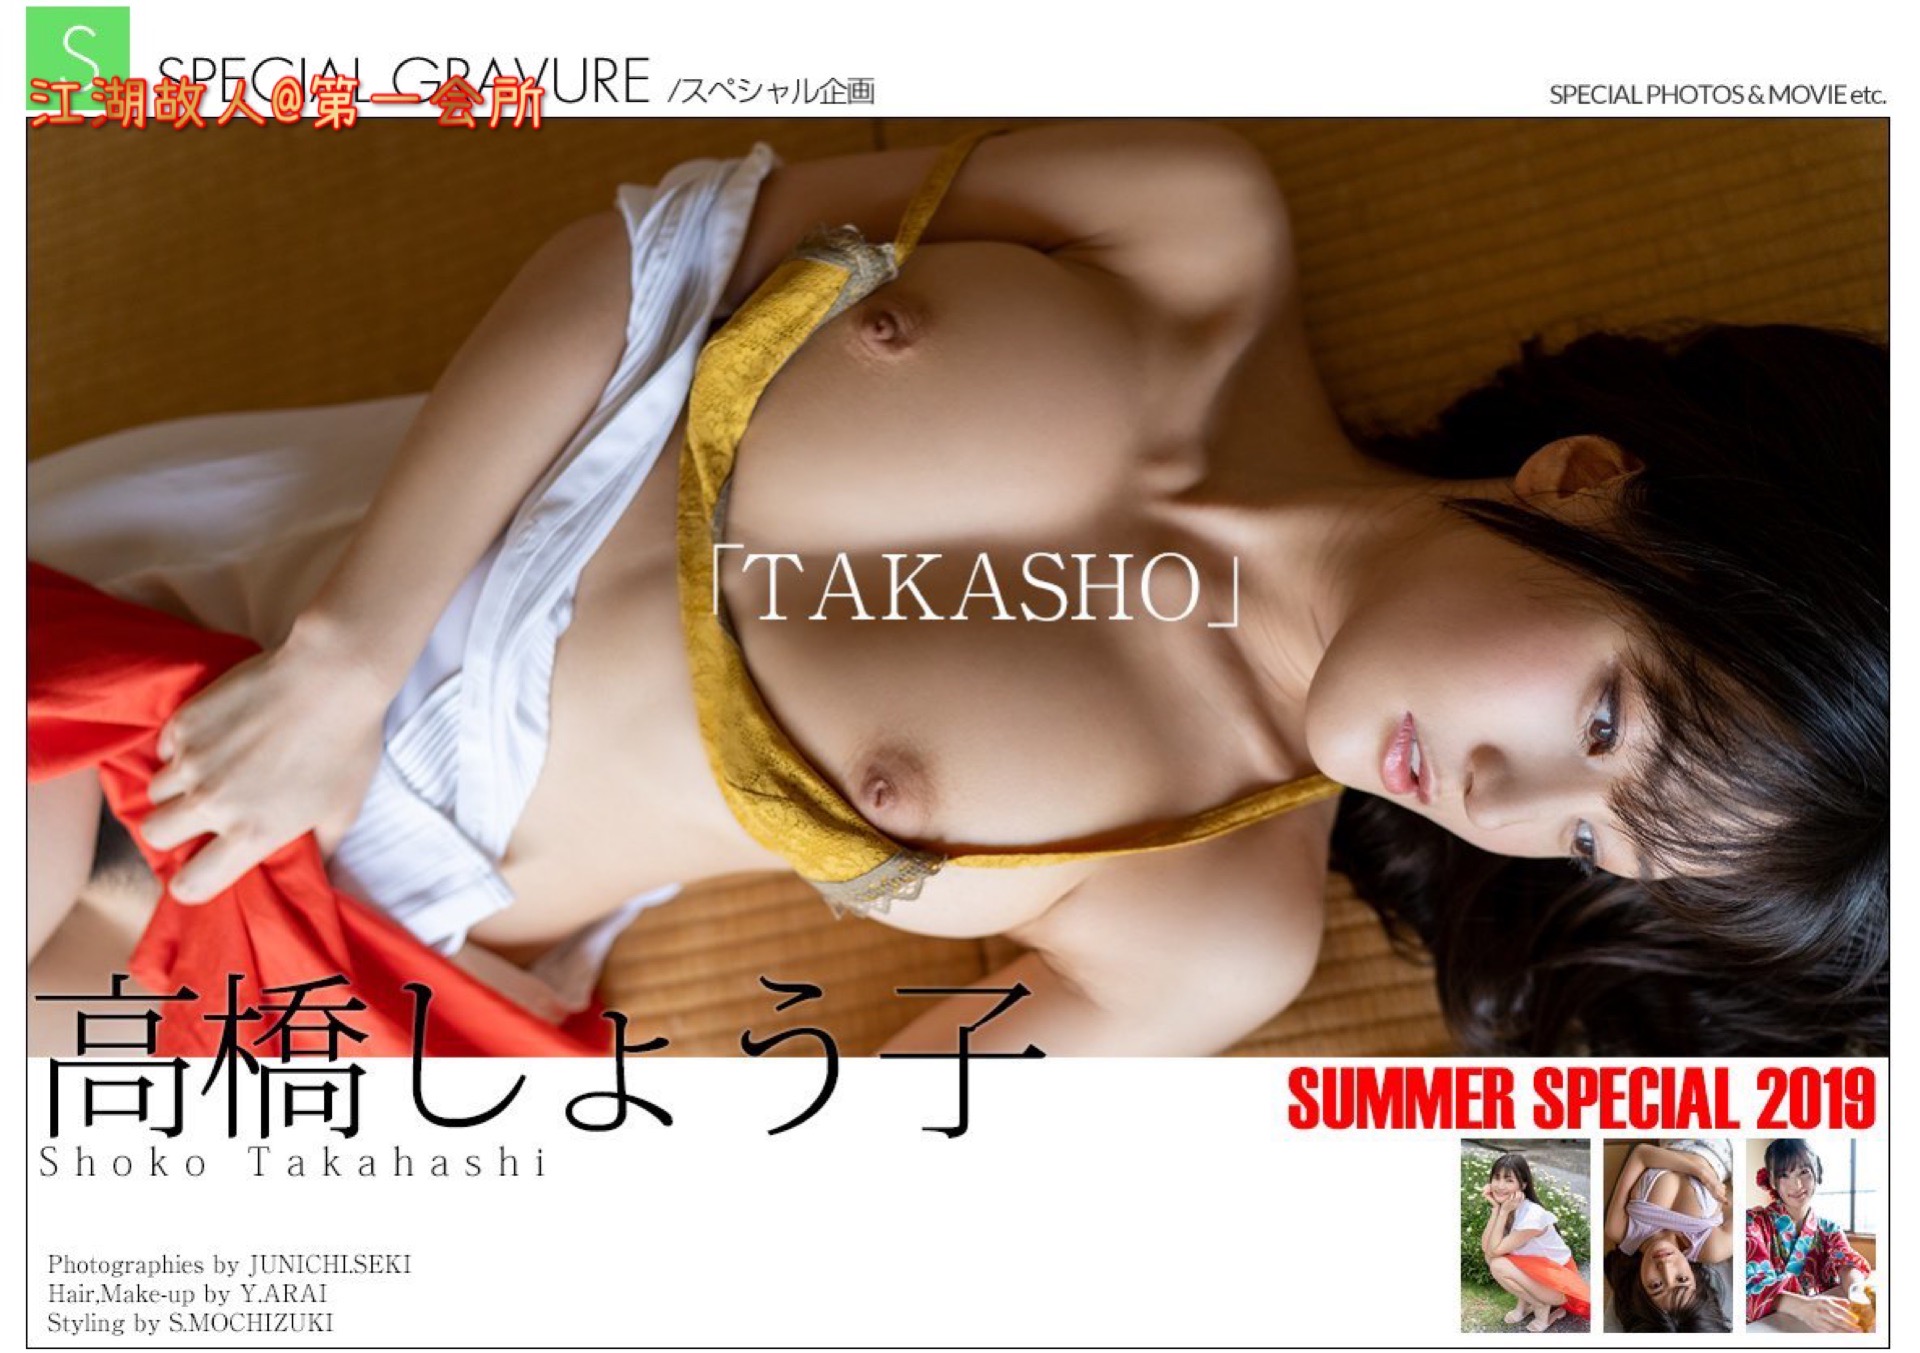 S
SPECIAL GRAVURE /スペシャル企画
江湖故人@第一会所
SPECIAL PHOTOS & MOVIE etc.
「TAKASHO」
高橋しょう子
Shoko Takahashi
SUMMER SPECIAL 2019
Photographies by JUNICHI.SEKI
Hair,Make-up by Y.ARAI
Styling by S.MOCHIZUKI